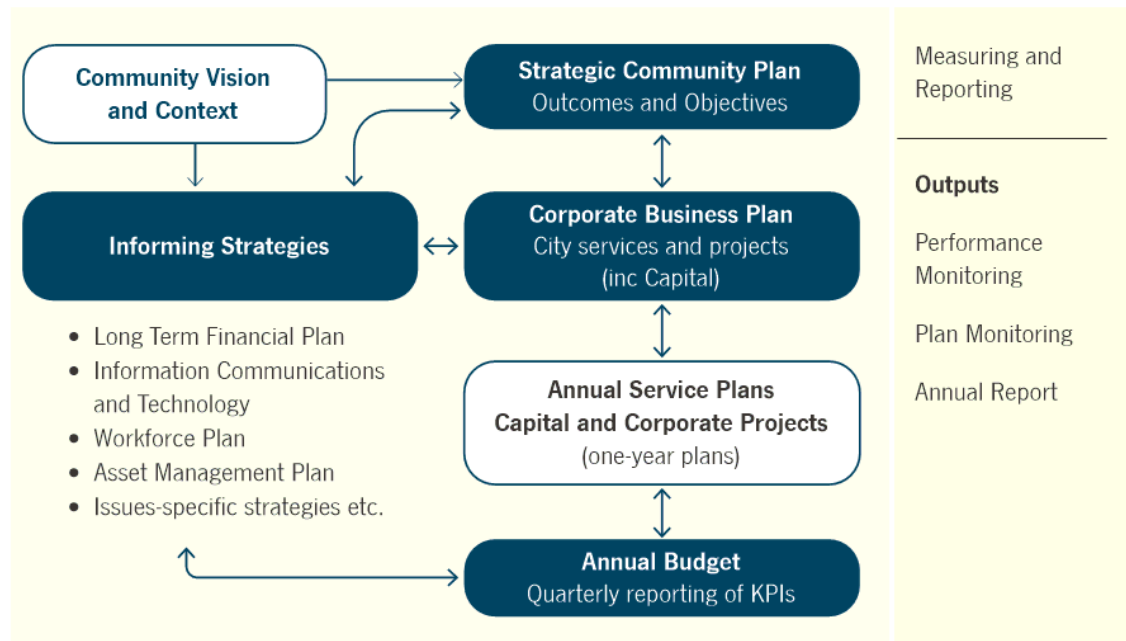 Community Vision
and Context
Strategic Community Plan
Outcomes and Objectives
Informing Strategies
Corporate Business Plan
City services and projects
(inc Capital)
• Long Term Financial Plan
• Information Communications
and Technology
• Workforce Plan
• Asset Management Plan
• Issues-specific strategies etc.
Annual Service Plans
Capital and Corporate Projects
(one-year plans)
Annual Budget
Quarterly reporting of KPIs
Measuring and
Reporting
Outputs
Performance
Monitoring
Plan Monitoring
Annual Report